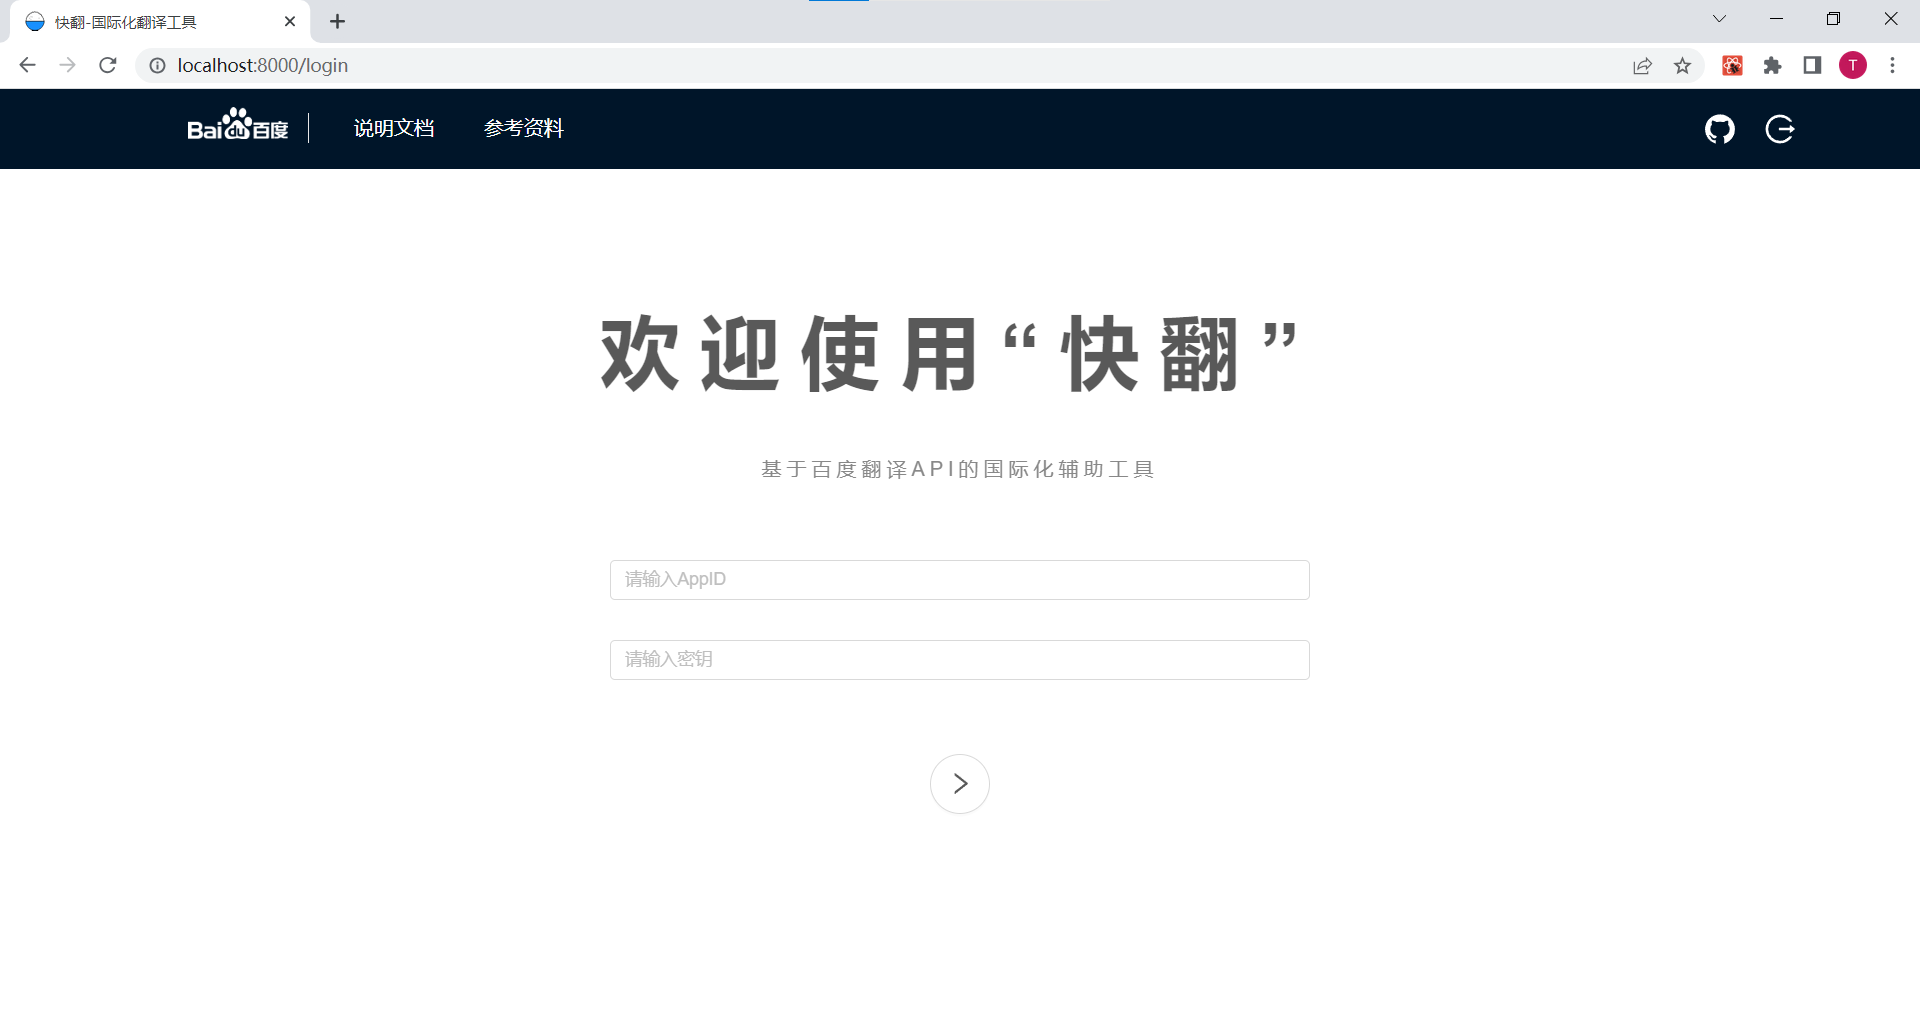 快翻-国际化翻译工具
localhost:8000/login
T
Bai du 百度
说明文档
参考资料
欢迎使用“快翻”
基于百度翻译API的国际化辅助工具
请输入AppID
请输入密钥